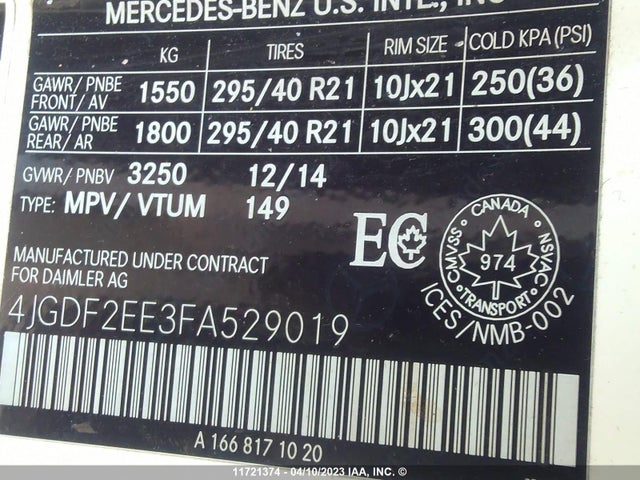 MERCEDES-BENZ U.S. INTL., INC
KG TIRES RIM SIZE COLD KPA(PSI)
GAWR/PNBE FRONT/AV 1550 295/40 R21 10Jx21 250(36)
GAWR/PNBE REAR/AR 1800 295/40 R21 10Jx21 300(44)
GVWR/PNBV 3250 12/14
TYPE: MPV/VTUM 149
MANUFACTURED UNDER CONTRACT
FOR DAIMLER AG
EC
CANADA
CMVSS NSVAC
974
TRANSPORT
ICES/NMB-002
4JGDF2EE3FA529019
A 166 817 10 20
11721374 - 04/10/2023 IAA, INC. ©